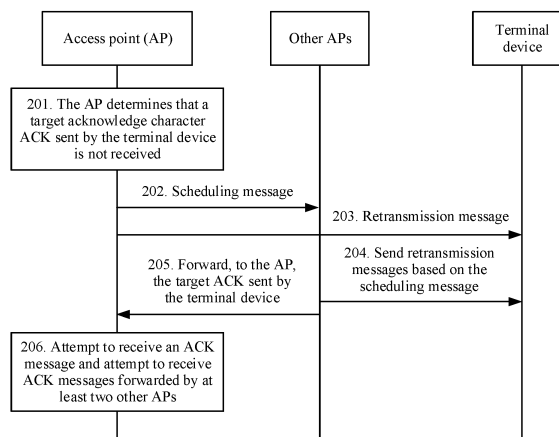 Access point (AP)
Other APs
Terminal
device
201. The AP determines that a
target acknowledge character
ACK sent by the terminal device
is not received
202. Scheduling message
203. Retransmission message
204. Send retransmission
messages based on the
scheduling message
205. Forward, to the AP,
the target ACK sent by
the terminal device
206. Attempt to receive an ACK
message and attempt to receive
ACK messages forwarded by at
least two other APs